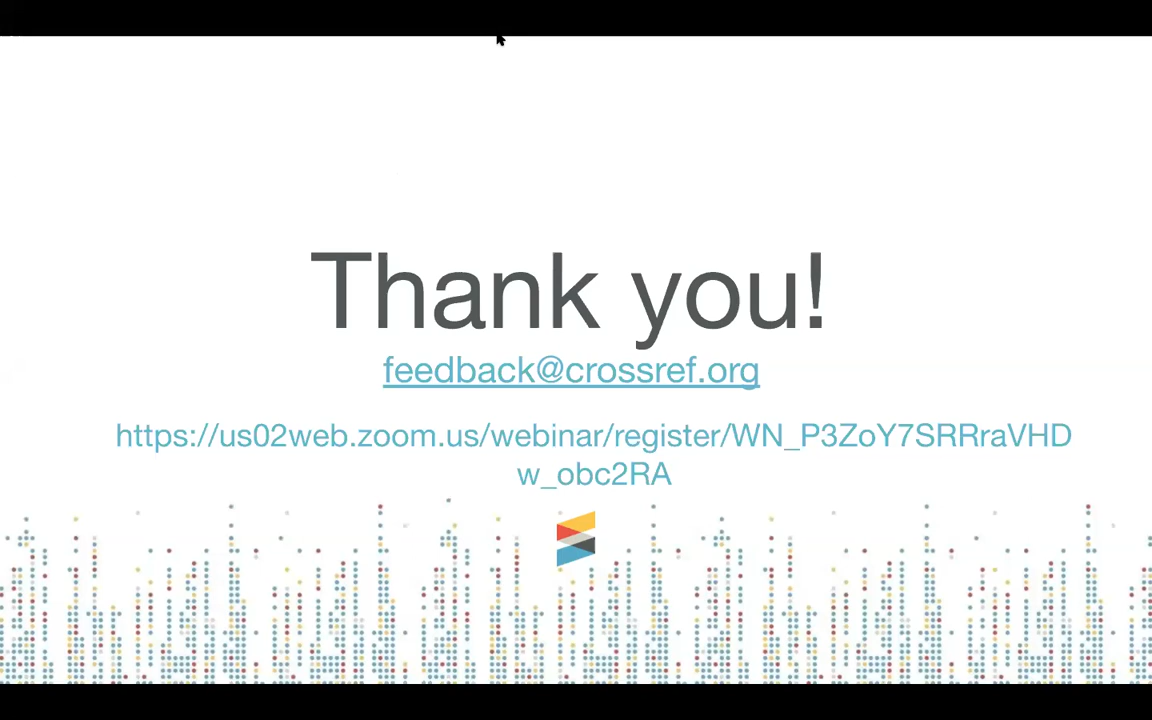 Thank you!
feedback@crossref.org
https://us02web.zoom.us/webinar/register/WN_P3ZoY7SRRraVHD
w_obc2RA